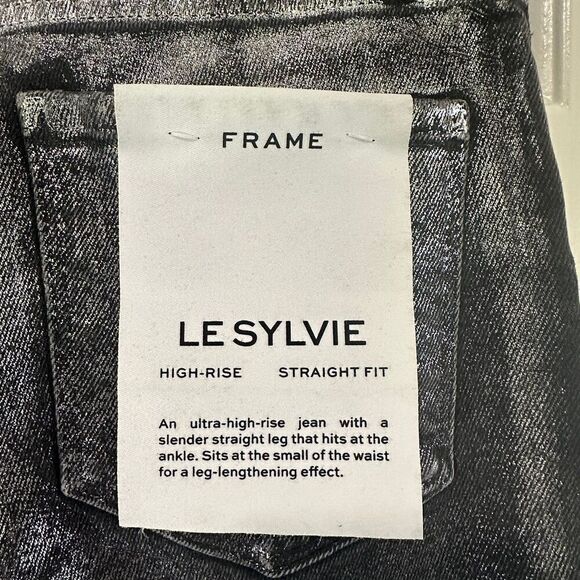 FRAME
LE SYLVIE
HIGH-RISE STRAIGHT FIT
An ultra-high-rise jean with a
slender straight leg that hits at the
ankle. Sits at the small of the waist
for a leg-lengthening effect.